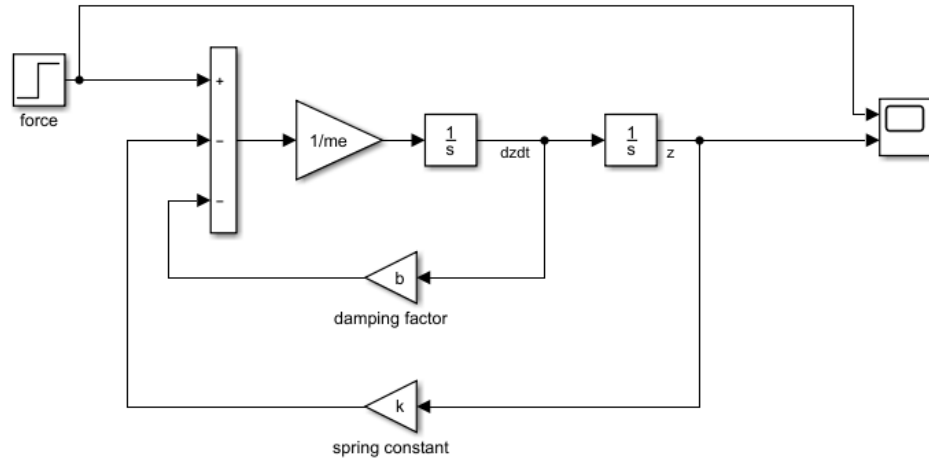 force
+
−
−
1/me
1
s
dzdt
1
s
z
b
damping factor
k
spring constant